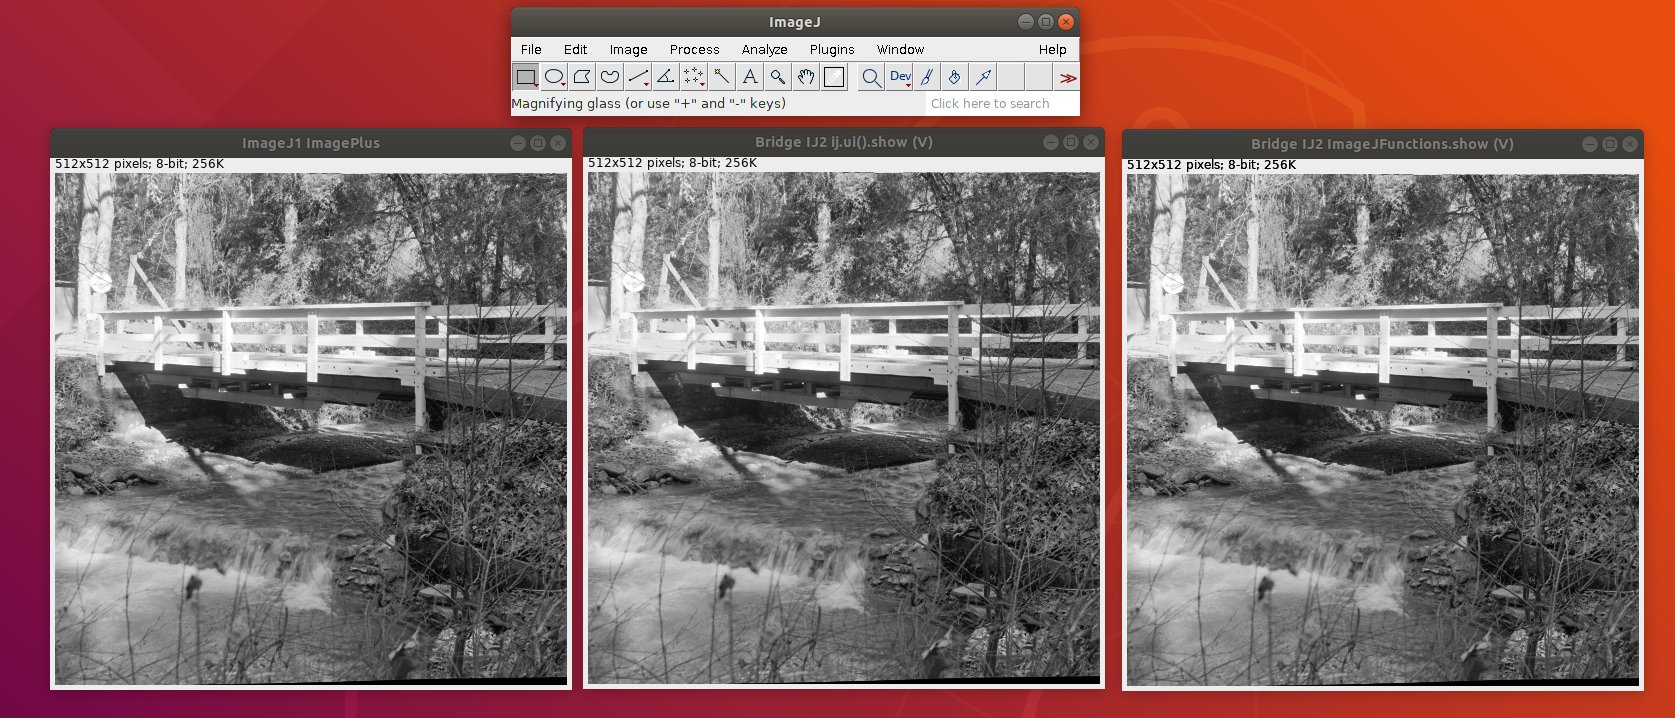 ImageJ
File Edit Image Process Analyze Plugins Window Help
A Dev
Magnifying glass (or use "+" and "-" keys) Click here to search
ImageJ1 ImagePlus
512x512 pixels; 8-bit; 256K
Bridge IJ2 ij.ui().show (V)
512x512 pixels; 8-bit; 256K
Bridge IJ2 ImageJFunctions.show (V)
512x512 pixels; 8-bit; 256K